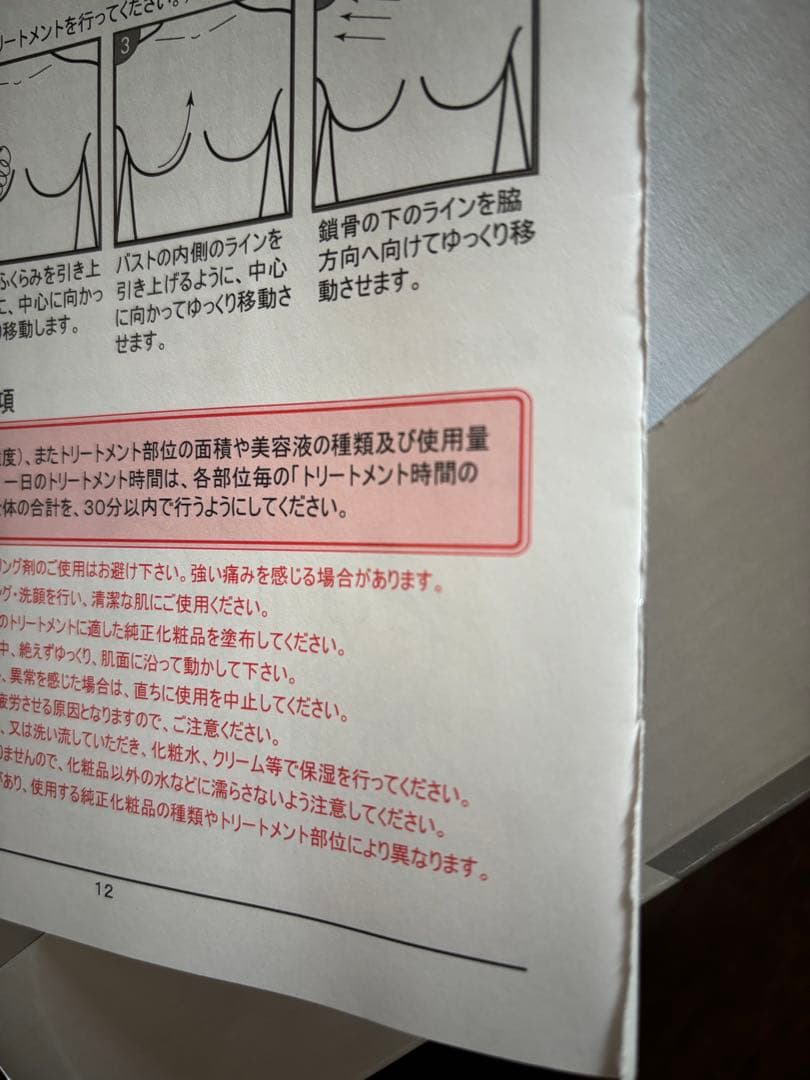 リートメントを行ってください。
3
ふくらみを引き上
に、中心に向かっ
移動します。
バストの内側のラインを
引き上げるように、中心
に向かってゆっくり移動さ
せます。
鎖骨の下のラインを脇
方向へ向けてゆっくり移
動させます。
項
度)、またトリートメント部位の面積や美容液の種類及び使用量
一日のトリートメント時間は、各部位毎の「トリートメント時間の
体の合計を、30分以内で行うようにしてください。
リング剤のご使用はお避け下さい。強い痛みを感じる場合があります。
グ・洗顔を行い、清潔な肌にご使用ください。
のトリートメントに適した純正化粧品を塗布してください。
中、絶えずゆっくり、肌面に沿って動かして下さい。
、異常を感じた場合は、直ちに使用を中止してください。
疲労させる原因となりますので、ご注意ください。
、又は洗い流していただき、化粧水、クリーム等で保湿を行ってください。
りませんので、化粧品以外の水などに濡らさないよう注意してください。
があり、使用する純正化粧品の種類やトリートメント部位により異なります。
12